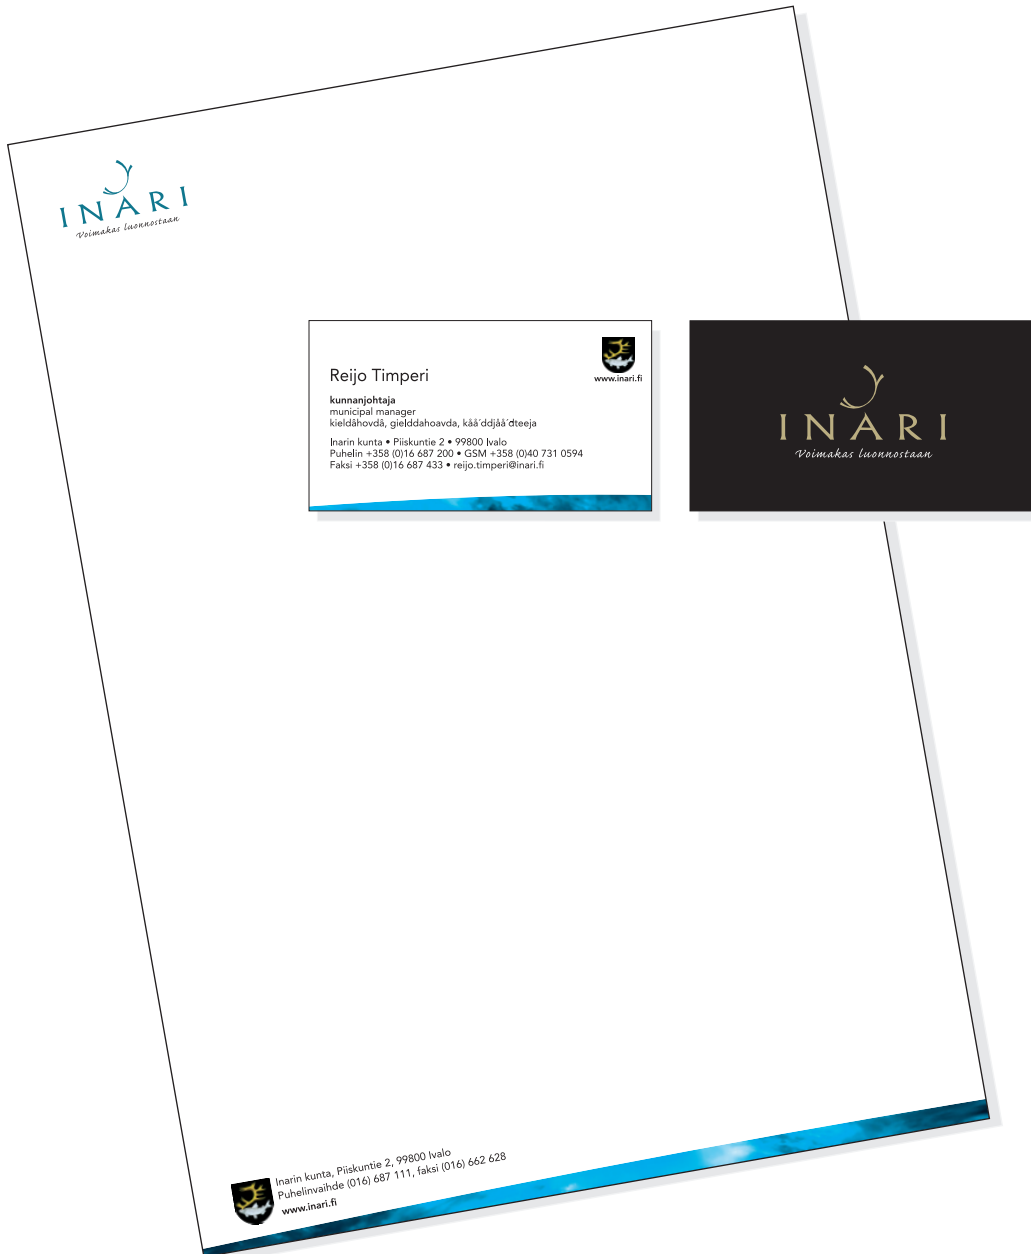 INARI
Voimakas luonnostaan
Reijo Timperi
www.inari.fi
kunnanjohtaja
municipal manager
kieldâhovdâ, gielddahoavda, kåå´ddjåå´đteeja
Inarin kunta • Piiskuntie 2 • 99800 Ivalo
Puhelin +358 (0)16 687 200 • GSM +358 (0)40 731 0594
Faksi +358 (0)16 687 433 • reijo.timperi@inari.fi
INARI
Voimakas luonnostaan
Inarin kunta, Piiskuntie 2, 99800 Ivalo
Puhelinvaihde (016) 687 111, faksi (016) 662 628
www.inari.fi